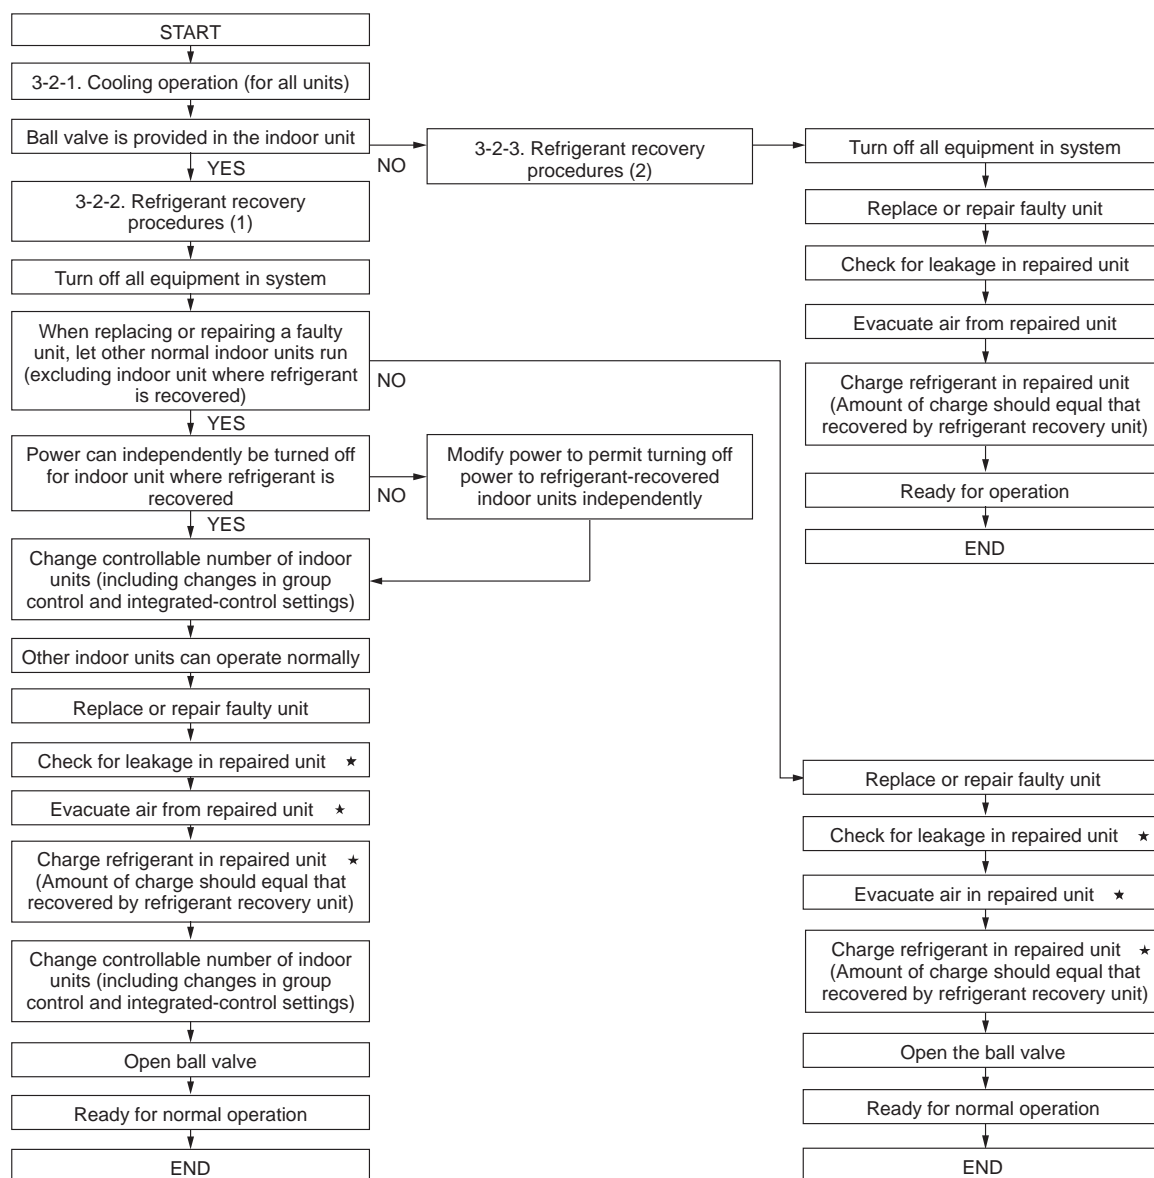 START
3-2-1. Cooling operation (for all units)
Ball valve is provided in the indoor unit
YES
NO
3-2-2. Refrigerant recovery
procedures (1)
Turn off all equipment in system
When replacing or repairing a faulty
unit, let other normal indoor units run
(excluding indoor unit where refrigerant
is recovered)
NO
YES
Power can independently be turned off
for indoor unit where refrigerant is
recovered
NO
YES
Modify power to permit turning off
power to refrigerant-recovered
indoor units independently
Change controllable number of indoor
units (including changes in group
control and integrated-control settings)
Other indoor units can operate normally
Replace or repair faulty unit
Check for leakage in repaired unit ★
Evacuate air from repaired unit ★
Charge refrigerant in repaired unit ★
(Amount of charge should equal that
recovered by refrigerant recovery unit)
Change controllable number of indoor
units (including changes in group
control and integrated-control settings)
Open ball valve
Ready for normal operation
END
3-2-3. Refrigerant recovery
procedures (2)
Turn off all equipment in system
Replace or repair faulty unit
Check for leakage in repaired unit
Evacuate air from repaired unit
Charge refrigerant in repaired unit
(Amount of charge should equal that
recovered by refrigerant recovery unit)
Ready for operation
END
Replace or repair faulty unit
Check for leakage in repaired unit ★
Evacuate air in repaired unit ★
Charge refrigerant in repaired unit ★
(Amount of charge should equal that
recovered by refrigerant recovery unit)
Open the ball valve
Ready for normal operation
END